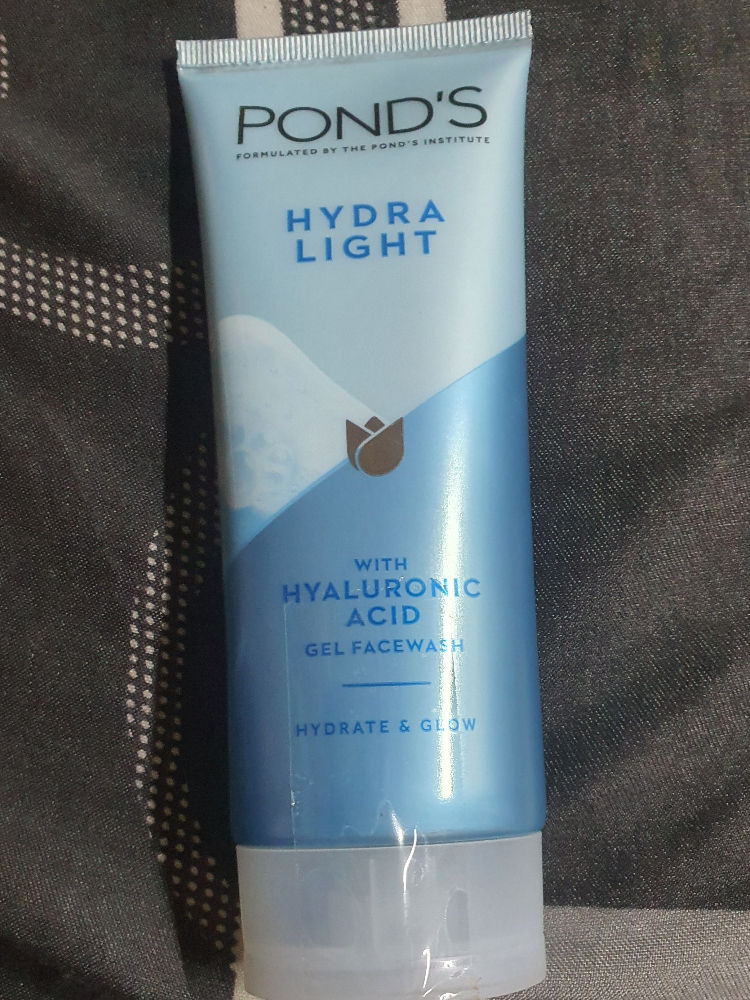 POND'S
FORMULATED BY THE POND'S INSTITUTE
HYDRA
LIGHT
WITH
HYALURONIC
ACID
GEL FACEWASH
HYDRATE & GLOW